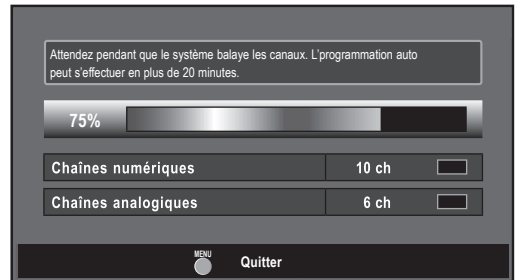 Attendez pendant que le système balaye les canaux. L'programmation auto
peut s'effectuer en plus de 20 minutes.
75%
Chaînes numériques 10 ch
Chaînes analogiques 6 ch
MENU Quitter